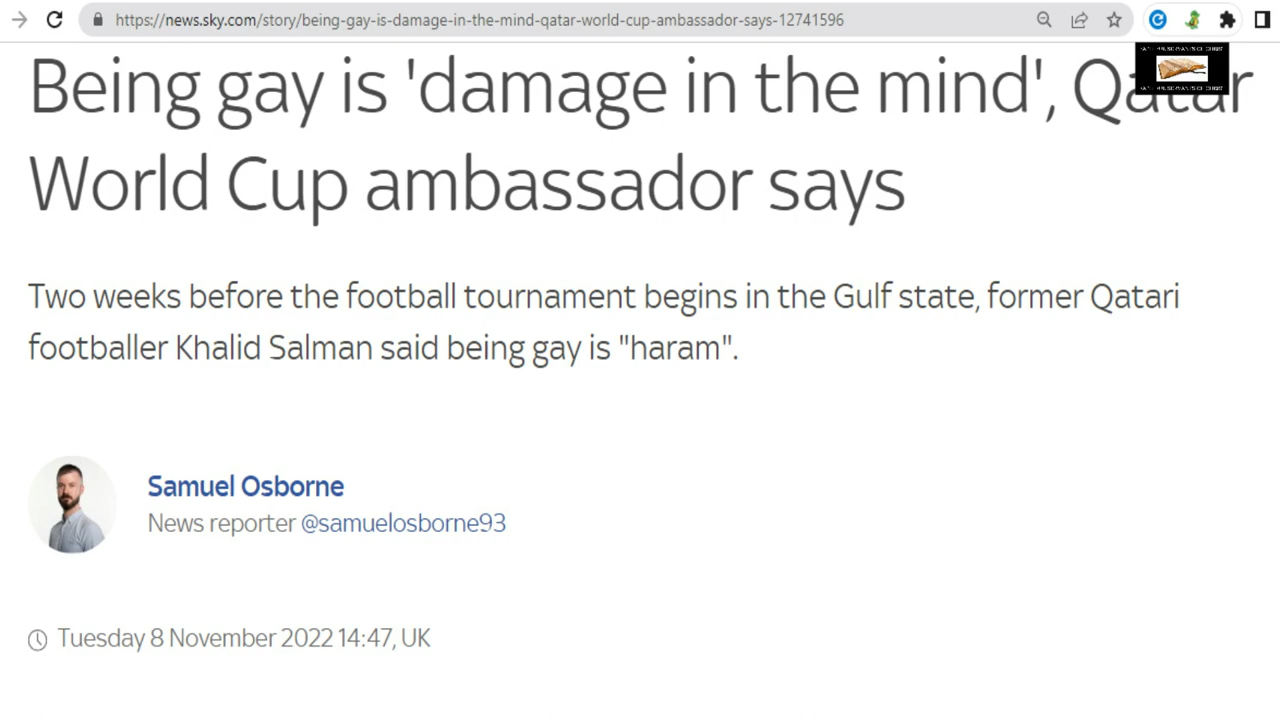 https://news.sky.com/story/being-gay-is-damage-in-the-mind-qatar-world-cup-ambassador-says-12741596
Being gay is 'damage in the mind', Qatar
World Cup ambassador says
Two weeks before the football tournament begins in the Gulf state, former Qatari
footballer Khalid Salman said being gay is "haram".
Samuel Osborne
News reporter @samuelosborne93
Tuesday 8 November 2022 14:47, UK